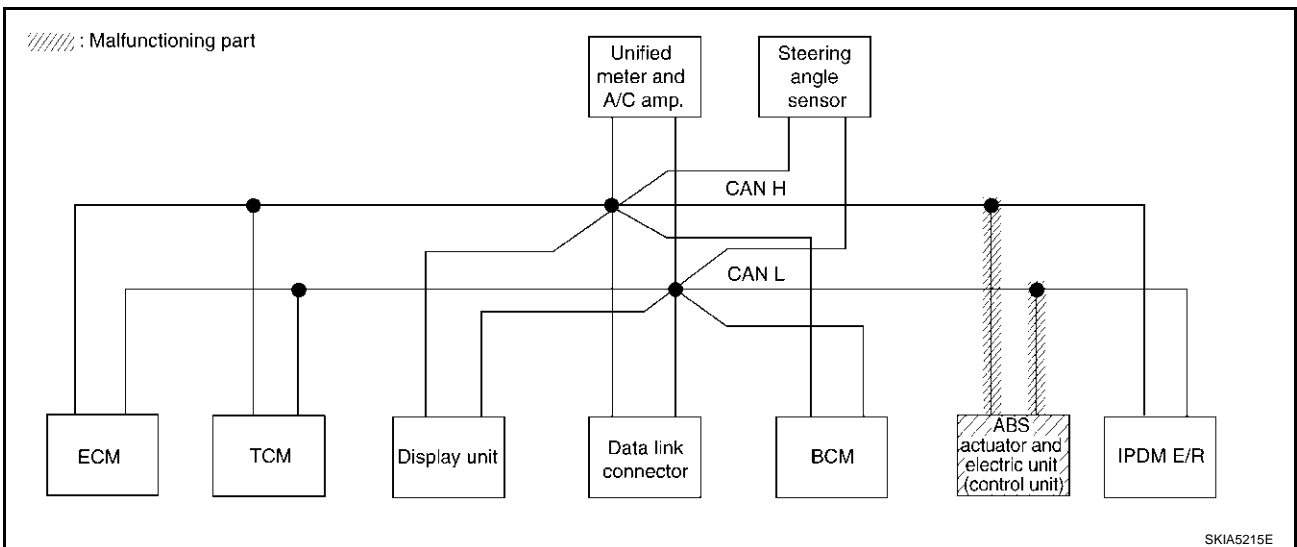 : Malfunctioning part
Unified
meter and
A/C amp.
Steering
angle
sensor
CAN H
CAN L
ECM
TCM
Display unit
Data link
connector
BCM
ABS
actuator and
electric unit
(control unit)
IPDM E/R
SKIA5215E